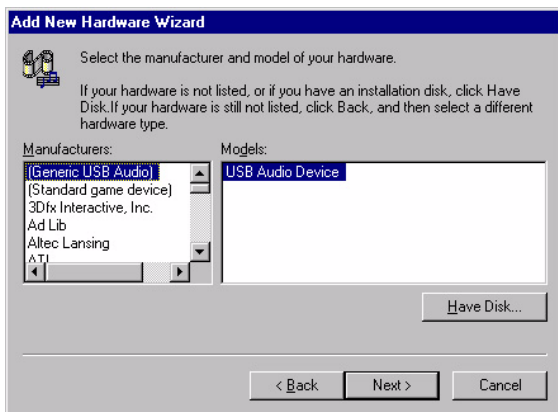 Add New Hardware Wizard
Select the manufacturer and model of your hardware.
If your hardware is not listed, or if you have an installation disk, click Have
Disk.If your hardware is still not listed, click Back, and then select a different
hardware type.
Manufacturers:
(Generic USB Audio)
(Standard game device)
3Dfx Interactive, Inc.
Ad Lib
Altec Lansing
ATI
Models:
USB Audio Device
Have Disk...
< Back
Next >
Cancel